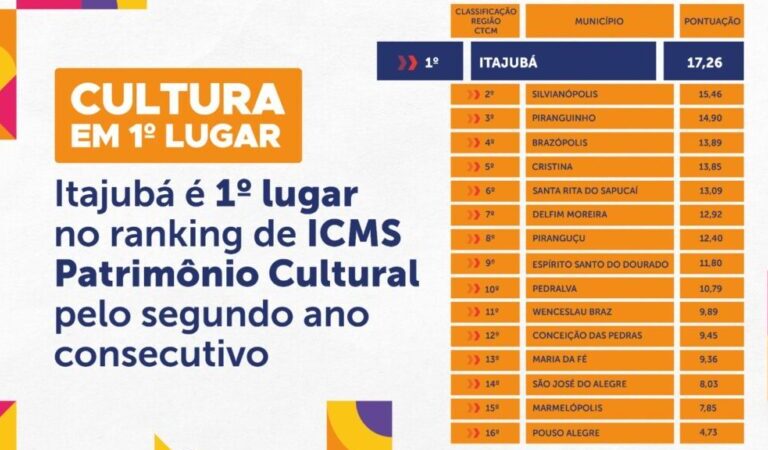 CULTURA
EM 1º LUGAR
Itajubá é 1º lugar
no ranking de ICMS
Patrimônio Cultural
pelo segundo ano
consecutivo
CLASSIFICAÇÃO
REGIÃO
CTCM
MUNICÍPIO
PONTUAÇÃO
1º ITAJUBÁ 17,26
2º SILVIANÓPOLIS 15,46
3º PIRANGUINHO 14,90
4º BRAZÓPOLIS 13,89
5º CRISTINA 13,85
6º SANTA RITA DO SAPUCAÍ 13,09
7º DELFIM MOREIRA 12,92
8º PIRANGUÇU 12,40
9º ESPÍRITO SANTO DO DOURADO 11,80
10º PEDRALVA 10,79
11º WENCESLAU BRAZ 9,89
12º CONCEIÇÃO DAS PEDRAS 9,45
13º MARIA DA FÉ 9,36
14º SÃO JOSÉ DO ALEGRE 8,03
15º MARMELÓPOLIS 7,85
16º POUSO ALEGRE 4,73